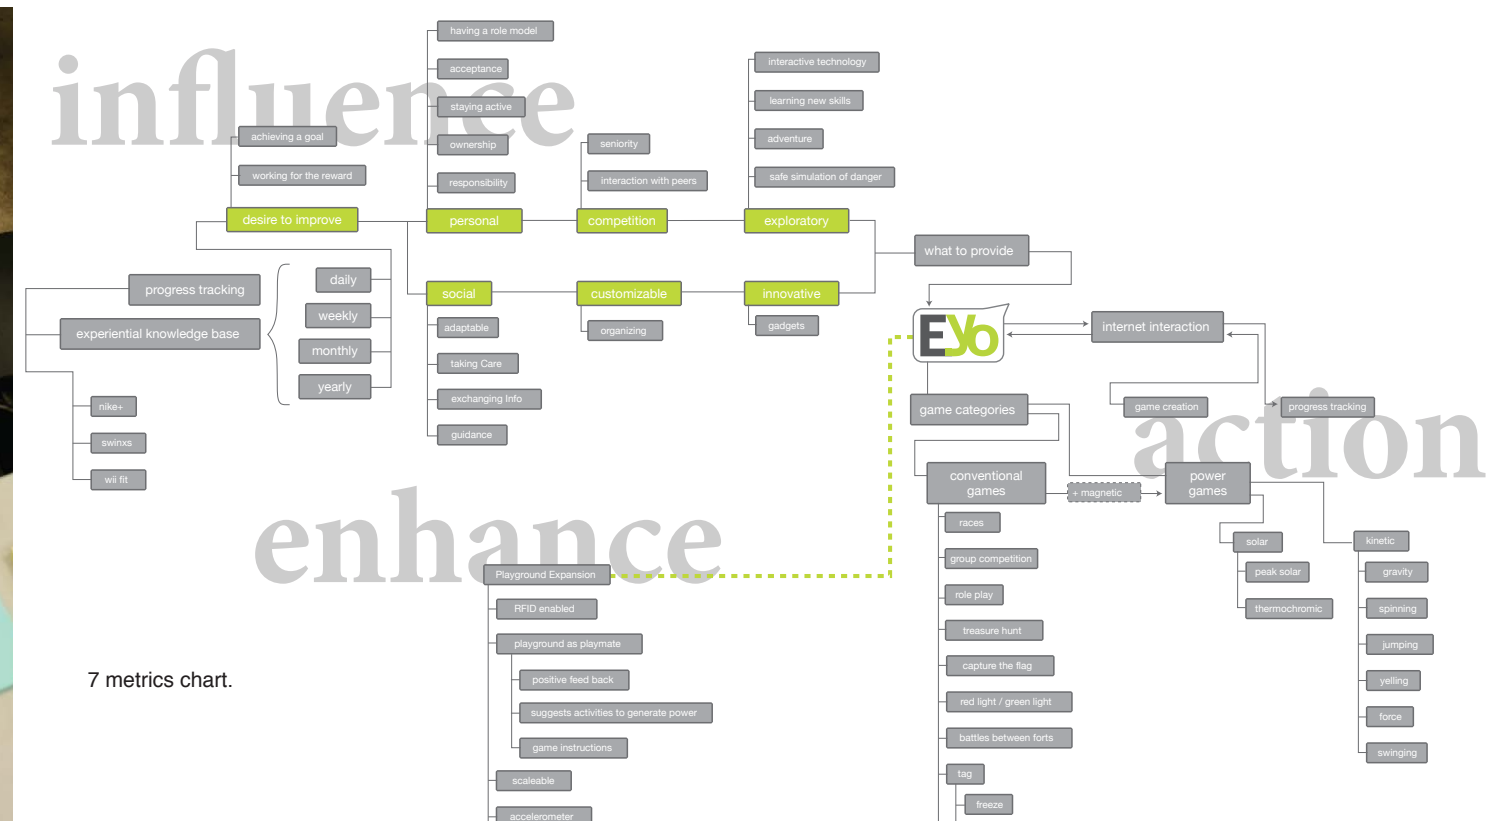 influence
having a role model
acceptance
staying active
ownership
responsibility
achieving a goal
working for the reward
seniority
interaction with peers
interactive technology
learning new skills
adventure
safe simulation of danger
desire to improve
personal
competition
exploratory
what to provide
social
customizable
innovative
adaptable
taking Care
exchanging Info
guidance
organizing
gadgets
progress tracking
experiential knowledge base
daily
weekly
monthly
yearly
nike+
swinxs
wii fit
Eyo
internet interaction
game creation
progress tracking
action
game categories
conventional
games
+ magnetic
power
games
races
group competition
role play
treasure hunt
capture the flag
red light / green light
battles between forts
tag
freeze
solar
peak solar
thermochromic
kinetic
gravity
spinning
jumping
yelling
force
swinging
enhance
Playground Expansion
RFID enabled
playground as playmate
positive feed back
suggests activities to generate power
game instructions
scaleable
accelerometer
7 metrics chart.